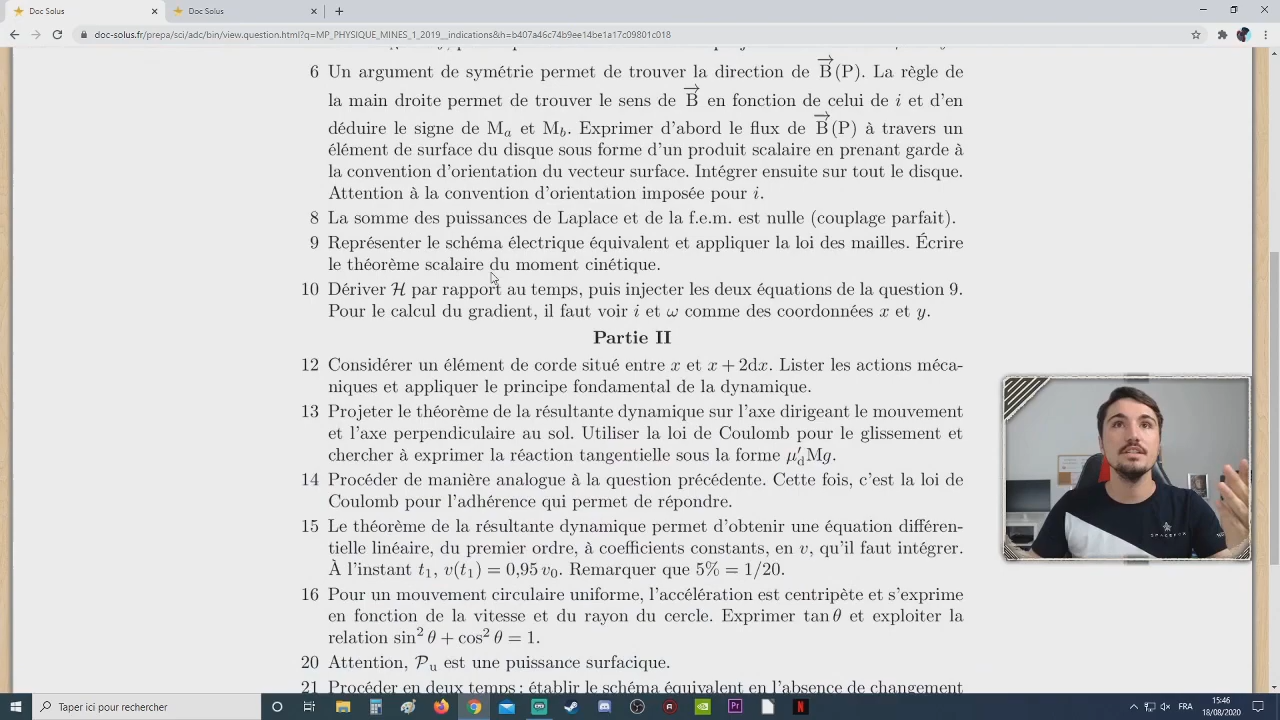 Doc Solus
Doc Solus
doc-solus.fr/prepa/sci/adc/bin/view.question.html?q=MP_PHYSIQUE_MINES_1_2019__indications&h=b407a46c74b9ee14be1a17c09801c018
6 Un argument de symétrie permet de trouver la direction de B(P). La règle de
la main droite permet de trouver le sens de B en fonction de celui de i et d'en
déduire le signe de Ma et Mb. Exprimer d'abord le flux de B(P) à travers un
élément de surface du disque sous forme d'un produit scalaire en prenant garde à
la convention d'orientation du vecteur surface. Intégrer ensuite sur tout le disque.
Attention à la convention d'orientation imposée pour i.
8 La somme des puissances de Laplace et de la f.e.m. est nulle (couplage parfait).
9 Représenter le schéma électrique équivalent et appliquer la loi des mailles. Écrire
le théorème scalaire du moment cinétique.
10 Dériver H par rapport au temps, puis injecter les deux équations de la question 9.
Pour le calcul du gradient, il faut voir i et ω comme des coordonnées x et y.
Partie II
12 Considérer un élément de corde situé entre x et x + 2dx. Lister les actions méca-
niques et appliquer le principe fondamental de la dynamique.
13 Projeter le théorème de la résultante dynamique sur l'axe dirigeant le mouvement
et l'axe perpendiculaire au sol. Utiliser la loi de Coulomb pour le glissement et
chercher à exprimer la réaction tangentielle sous la forme μ'd Mg.
14 Procéder de manière analogue à la question précédente. Cette fois, c'est la loi de
Coulomb pour l'adhérence qui permet de répondre.
15 Le théorème de la résultante dynamique permet d'obtenir une équation différen-
tielle linéaire, du premier ordre, à coefficients constants, en v, qu'il faut intégrer.
À l'instant t1, v(t1) = 0,95 v0. Remarquer que 5% = 1/20.
16 Pour un mouvement circulaire uniforme, l'accélération est centripète et s'exprime
en fonction de la vitesse et du rayon du cercle. Exprimer tan θ et exploiter la
relation sin² θ + cos² θ = 1.
20 Attention, Pu est une puissance surfacique.
21 Procéder en deux temps : établir le schéma équivalent en l'absence de changement
Taper ici pour rechercher
FRA
15:46
18/08/2020